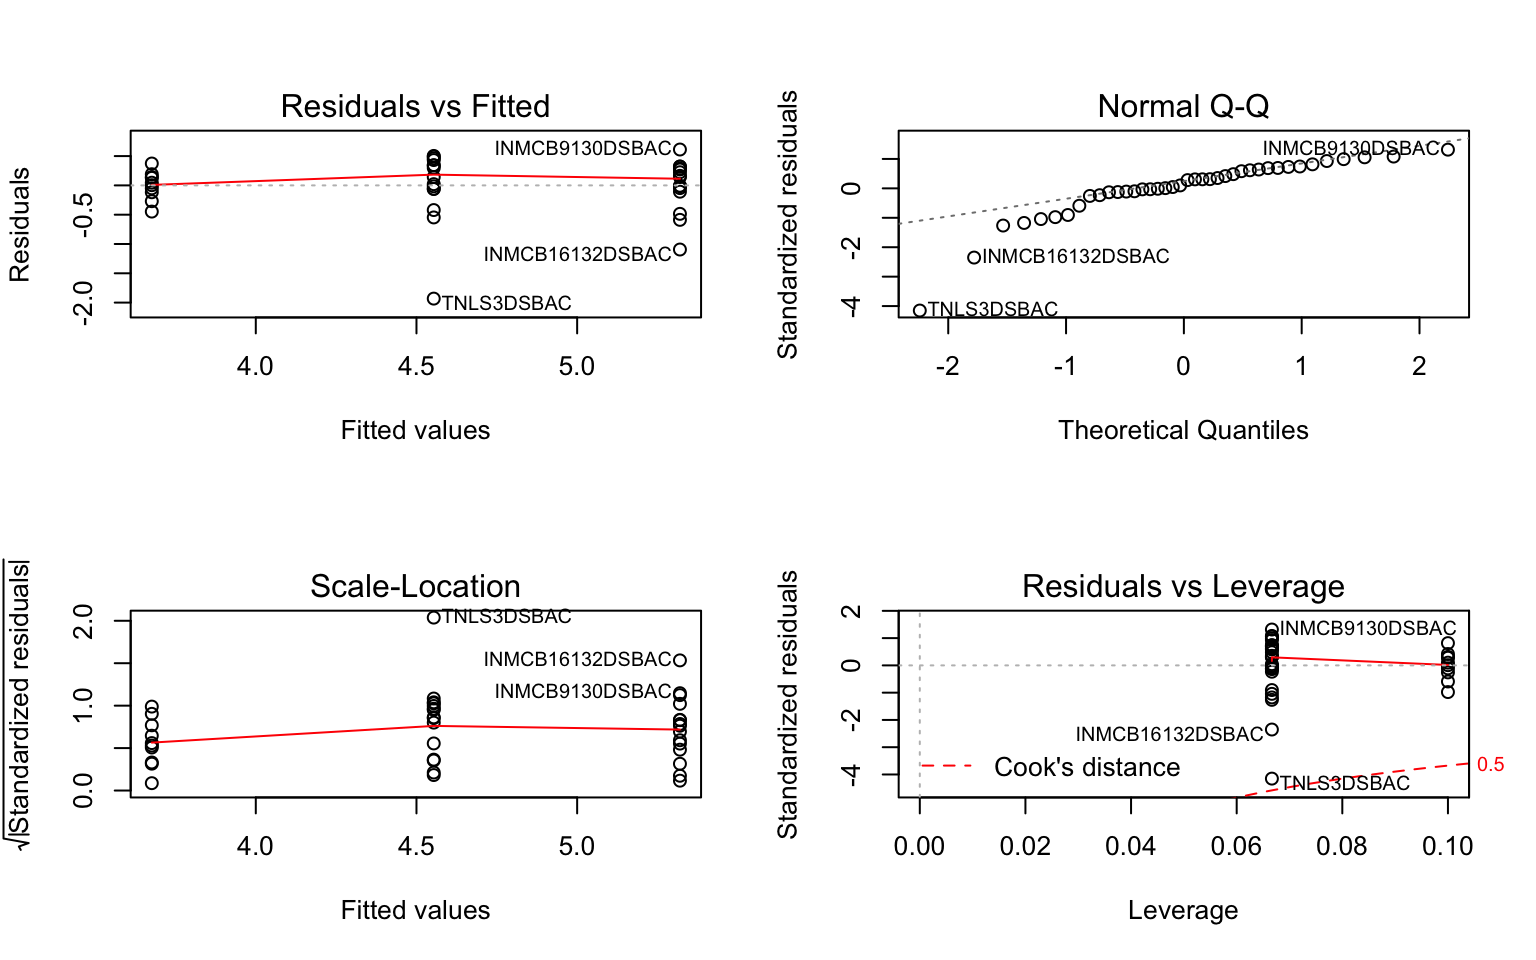 Residuals vs Fitted
Residuals
-0.5
-2.0
INMCB9130DSBAC
INMCB16132DSBAC
TNLS3DSBAC
4.0 4.5 5.0
Fitted values
Normal Q-Q
Standardized residuals
0
-2
-4
INMCB9130DSBAC
INMCB16132DSBAC
TNLS3DSBAC
-2 -1 0 1 2
Theoretical Quantiles
Scale-Location
√|Standardized residuals|
2.0
1.0
0.0
TNLS3DSBAC
INMCB16132DSBAC
INMCB9130DSBAC
4.0 4.5 5.0
Fitted values
Residuals vs Leverage
Standardized residuals
2
0
-2
-4
INMCB9130DSBAC
INMCB16132DSBAC
Cook's distance
0.5
TNLS3DSBAC
0.00 0.02 0.04 0.06 0.08 0.10
Leverage